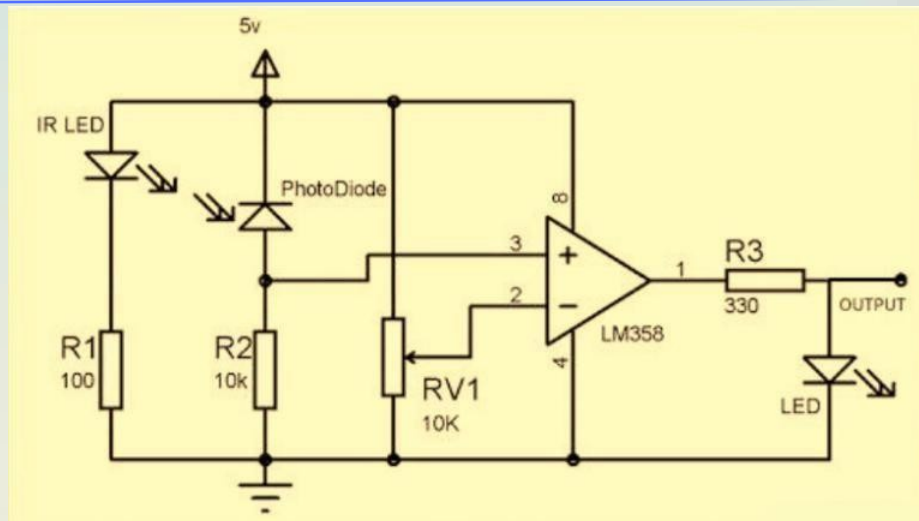 5v
IR LED
PhotoDiode
8
3
R3
1
2
330
OUTPUT
LM358
R1
R2
100
10k
4
RV1
LED
10K